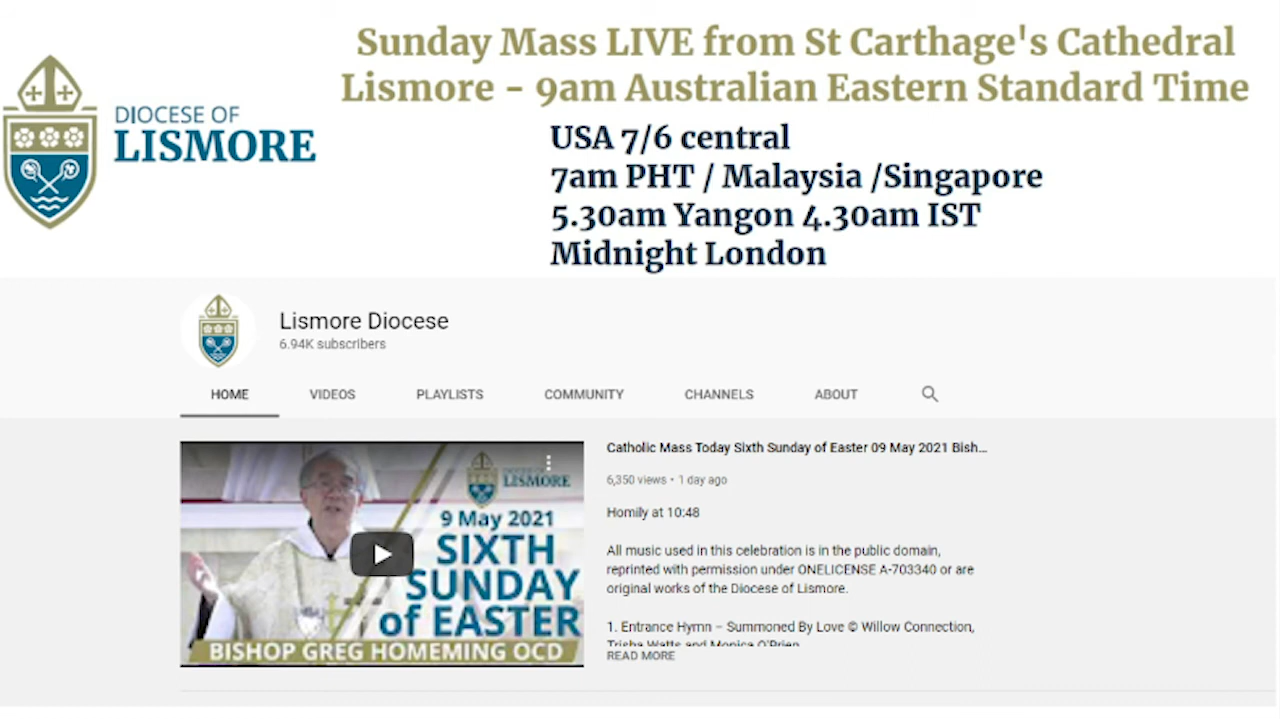 Sunday Mass LIVE from St Carthage's Cathedral
Lismore - 9am Australian Eastern Standard Time
DIOCESE OF
LISMORE
USA 7/6 central
7am PHT / Malaysia /Singapore
5.30am Yangon 4.30am IST
Midnight London
Lismore Diocese
6.94K subscribers
HOME VIDEOS PLAYLISTS COMMUNITY CHANNELS ABOUT
DIOCESE OF
LISMORE
9 May 2021
SIXTH
SUNDAY
of EASTER
BISHOP GREG HOMEMING OCD
Catholic Mass Today Sixth Sunday of Easter 09 May 2021 Bish...
6,350 views • 1 day ago
Homily at 10:48
All music used in this celebration is in the public domain,
reprinted with permission under ONELICENSE A-703340 or are
original works of the Diocese of Lismore.
1. Entrance Hymn – Summoned By Love © Willow Connection,
Trisha Watts and Monica O'Brien
READ MORE